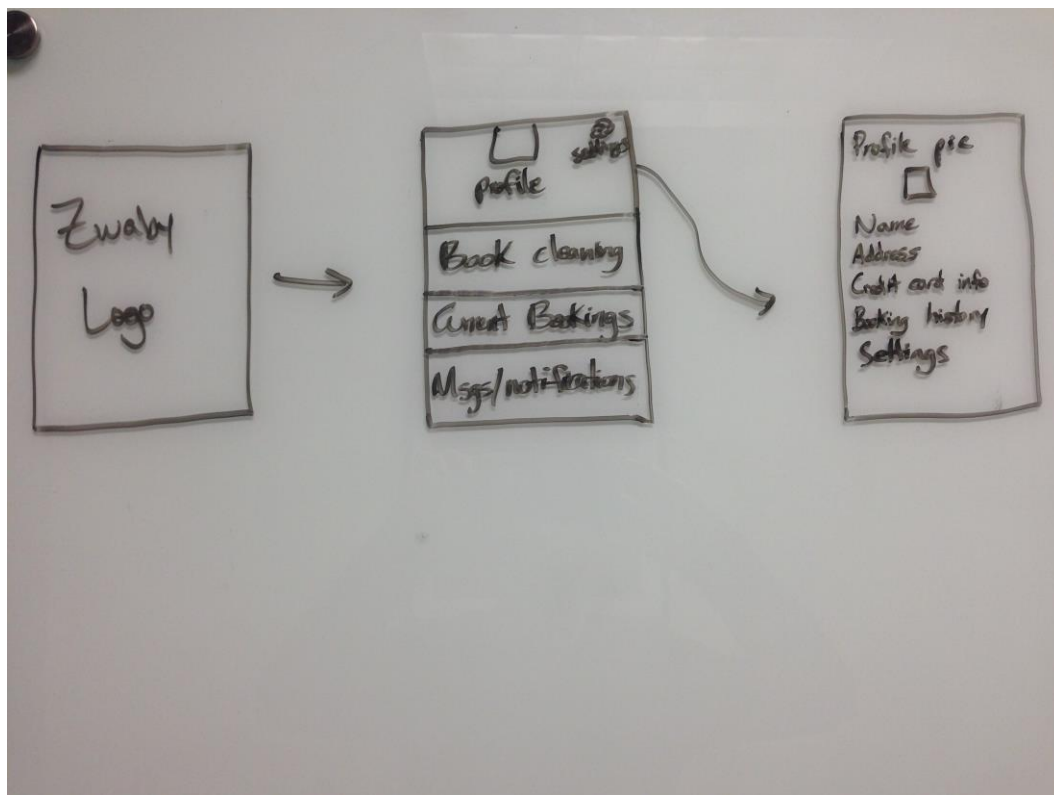 Zwaby
Logo
settings
profile
Book cleaning
Current Bookings
Msgs/notifications
Profile pic
Name
Address
Credit card info
Booking history
Settings